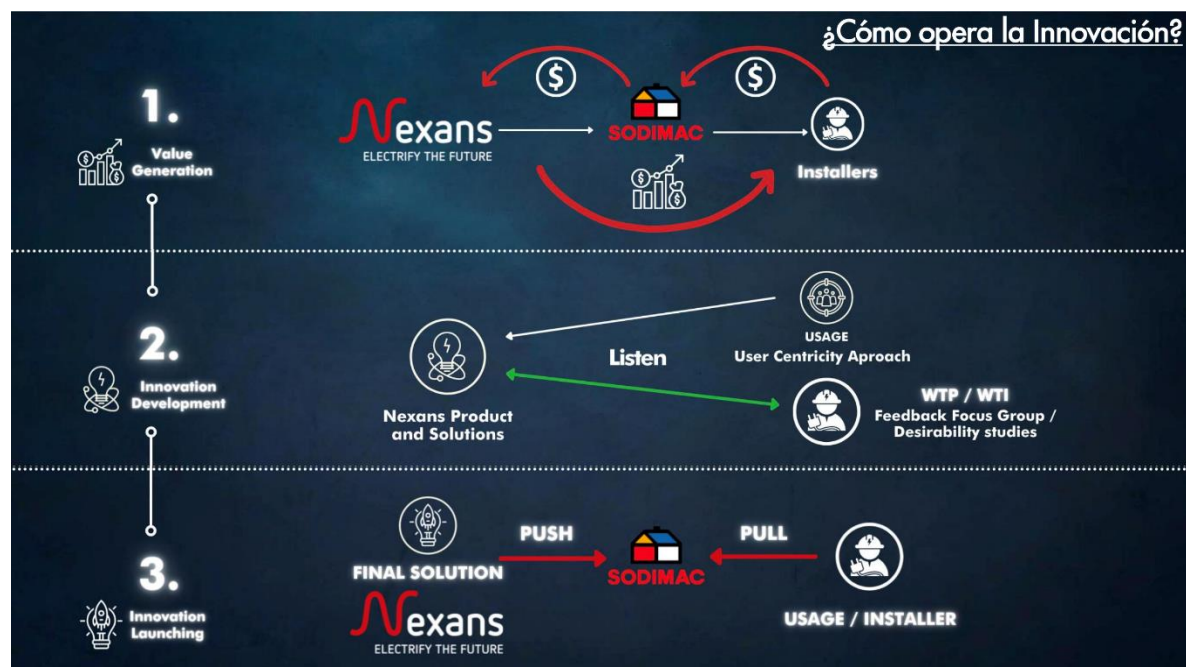 ¿Cómo opera la Innovación?
1.
Value
Generation
Nexans
ELECTRIFY THE FUTURE
$
SODIMAC
$
Installers
2.
Innovation
Development
Nexans Product
and Solutions
Listen
USAGE
User Centricity Aproach
WTP / WTI
Feedback Focus Group /
Desirability studies
3.
Innovation
Launching
FINAL SOLUTION
Nexans
ELECTRIFY THE FUTURE
PUSH
SODIMAC
PULL
USAGE / INSTALLER